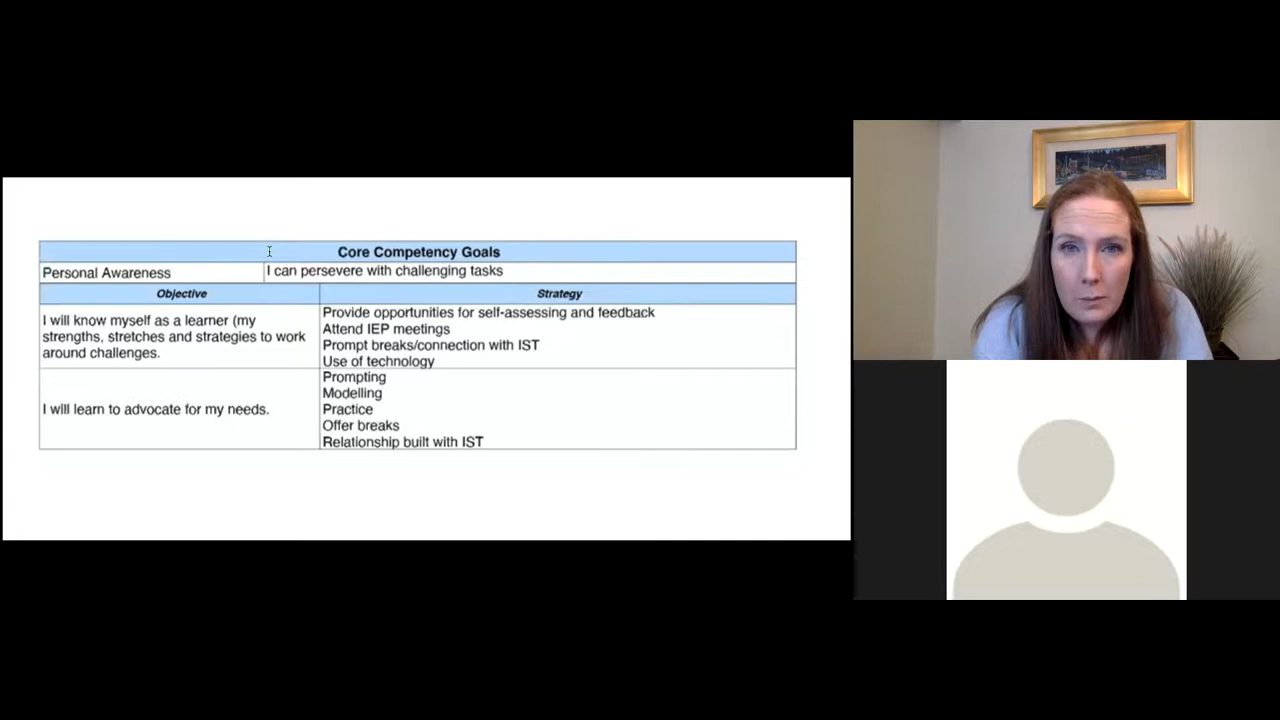 Core Competency Goals
Personal Awareness
I can persevere with challenging tasks
Objective
Strategy
I will know myself as a learner (my
strengths, stretches and strategies to work
around challenges.
Provide opportunities for self-assessing and feedback
Attend IEP meetings
Prompt breaks/connection with IST
Use of technology
I will learn to advocate for my needs.
Prompting
Modelling
Practice
Offer breaks
Relationship built with IST